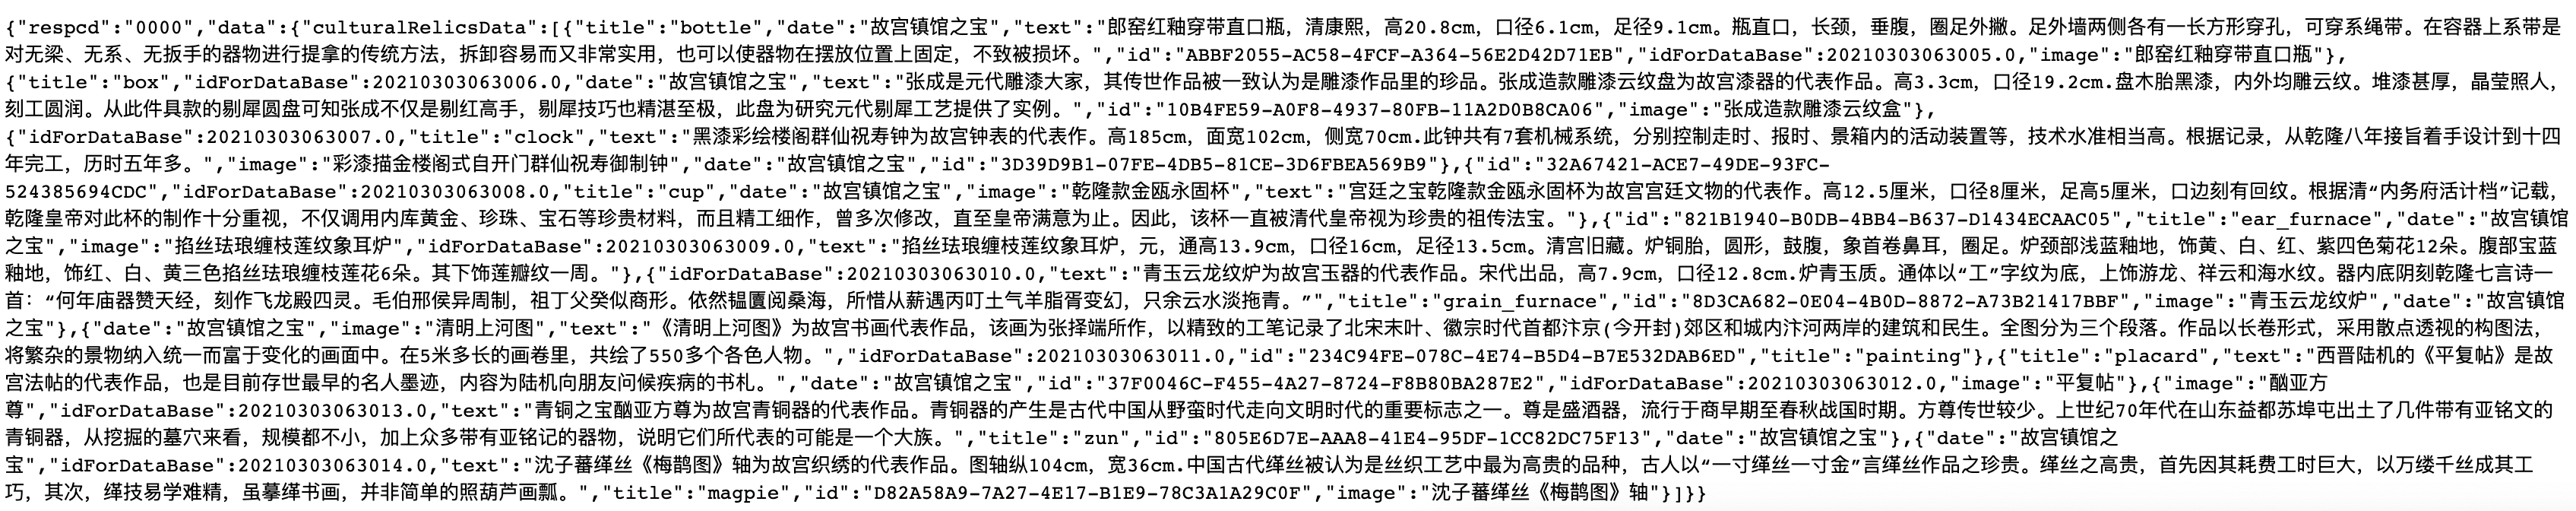 {"respcd":"0000","data":{"culturalRelicsData":[{"title":"bottle","date":"故宫镇馆之宝","text":"郎窑红釉穿带直口瓶，清康熙，高20.8cm，口径6.1cm，足径9.1cm。瓶直口，长颈，垂腹，圈足外撇。足外墙两侧各有一长方形穿孔，可穿系绳带。在容器上系带是
对无梁、无系、无扳手的器物进行提拿的传统方法，拆卸容易而又非常实用，也可以使器物在摆放位置上固定，不致被损坏。","id":"ABBF2055-AC58-4FCF-A364-56E2D42D71EB","idForDataBase":20210303063005.0,"image":"郎窑红釉穿带直口瓶"},
{"title":"box","idForDataBase":20210303063006.0,"date":"故宫镇馆之宝","text":"张成是元代雕漆大家，其传世作品被一致认为是雕漆作品里的珍品。张成造款雕漆云纹盘为故宫漆器的代表作品。高3.3cm，口径19.2cm.盘木胎黑漆，内外均雕云纹。堆漆甚厚，晶莹照人，
刻工圆润。从此件具款的剔犀圆盘可知张成不仅是剔红高手，剔犀技巧也精湛至极，此盘为研究元代剔犀工艺提供了实例。","id":"10B4FE59-A0F8-4937-80FB-11A2D0B8CA06","image":"张成造款雕漆云纹盒"},
{"idForDataBase":20210303063007.0,"title":"clock","text":"黑漆彩绘楼阁群仙祝寿钟为故宫钟表的代表作。高185cm，面宽102cm，侧宽70cm.此钟共有7套机械系统，分别控制走时、报时、景箱内的活动装置等，技术水准相当高。根据记录，从乾隆八年接旨着手设计到十四
年完工，历时五年多。","image":"彩漆描金楼阁式自开门群仙祝寿御制钟","date":"故宫镇馆之宝","id":"3D39D9B1-07FE-4DB5-81CE-3D6FBEA569B9"},{"id":"32A67421-ACE7-49DE-93FC-
524385694CDC","idForDataBase":20210303063008.0,"title":"cup","date":"故宫镇馆之宝","image":"乾隆款金瓯永固杯","text":"宫廷之宝乾隆款金瓯永固杯为故宫宫廷文物的代表作。高12.5厘米，口径8厘米，足高5厘米，口边刻有回纹。根据清“内务府活计档”记载，
乾隆皇帝对此杯的制作十分重视，不仅调用内库黄金、珍珠、宝石等珍贵材料，而且精工细作，曾多次修改，直至皇帝满意为止。因此，该杯一直被清代皇帝视为珍贵的祖传法宝。"},{"id":"821B1940-B0DB-4BB4-B637-D1434ECAAC05","title":"ear_furnace","date":"故宫镇馆
之宝","image":"掐丝珐琅缠枝莲纹象耳炉","idForDataBase":20210303063009.0,"text":"掐丝珐琅缠枝莲纹象耳炉，元，通高13.9cm，口径16cm，足径13.5cm。清宫旧藏。炉铜胎，圆形，鼓腹，象首卷鼻耳，圈足。炉颈部浅蓝釉地，饰黄、白、红、紫四色菊花12朵。腹部宝蓝
釉地，饰红、白、黄三色掐丝珐琅缠枝莲花6朵。其下饰莲瓣纹一周。"},{"idForDataBase":20210303063010.0,"text":"青玉云龙纹炉为故宫玉器的代表作品。宋代出品，高7.9cm，口径12.8cm.炉青玉质。通体以“工”字纹为底，上饰游龙、祥云和海水纹。器内底阴刻乾隆七言诗一
首：“何年庙器赞天经，刻作飞龙殿四灵。毛伯邢侯异周制，祖丁父癸似商形。依然韫匵阅桑海，所惜从薪遇丙叮土气羊脂胥变幻，只余云水淡拖青。”","title":"grain_furnace","id":"8D3CA682-0E04-4B0D-8872-A73B21417BBF","image":"青玉云龙纹炉","date":"故宫镇馆
之宝"},{"date":"故宫镇馆之宝","image":"清明上河图","text":"《清明上河图》为故宫书画代表作品，该画为张择端所作，以精致的工笔记录了北宋末叶、徽宗时代首都汴京(今开封)郊区和城内汴河两岸的建筑和民生。全图分为三个段落。作品以长卷形式，采用散点透视的构图法，
将繁杂的景物纳入统一而富于变化的画面中。在5米多长的画卷里，共绘了550多个各色人物。","idForDataBase":20210303063011.0,"id":"234C94FE-078C-4E74-B5D4-B7E532DAB6ED","title":"painting"},{"title":"placard","text":"西晋陆机的《平复帖》是故
宫法帖的代表作品，也是目前存世最早的名人墨迹，内容为陆机向朋友问候疾病的书札。","date":"故宫镇馆之宝","id":"37F0046C-F455-4A27-8724-F8B80BA287E2","idForDataBase":20210303063012.0,"image":"平复帖"},{"image":"酗亚方
尊","idForDataBase":20210303063013.0,"text":"青铜之宝酗亚方尊为故宫青铜器的代表作品。青铜器的产生是古代中国从野蛮时代走向文明时代的重要标志之一。尊是盛酒器，流行于商早期至春秋战国时期。方尊传世较少。上世纪70年代在山东益都苏埠屯出土了几件带有亚铭文的
青铜器，从挖掘的墓穴来看，规模都不小，加上众多带有亚铭记的器物，说明它们所代表的可能是一个大族。","title":"zun","id":"805E6D7E-AAA8-41E4-95DF-1CC82DC75F13","date":"故宫镇馆之宝"},{"date":"故宫镇馆之
宝","idForDataBase":20210303063014.0,"text":"沈子蕃缂丝《梅鹊图》轴为故宫织绣的代表作品。图轴纵104cm，宽36cm.中国古代缂丝被认为是丝织工艺中最为高贵的品种，古人以“一寸缂丝一寸金”言缂丝作品之珍贵。缂丝之高贵，首先因其耗费工时巨大，以万缕千丝成其工
巧，其次，缂技易学难精，虽摹缂书画，并非简单的照葫芦画瓢。","title":"magpie","id":"D82A58A9-7A27-4E17-B1E9-78C3A1A29C0F","image":"沈子蕃缂丝《梅鹊图》轴"}]}}